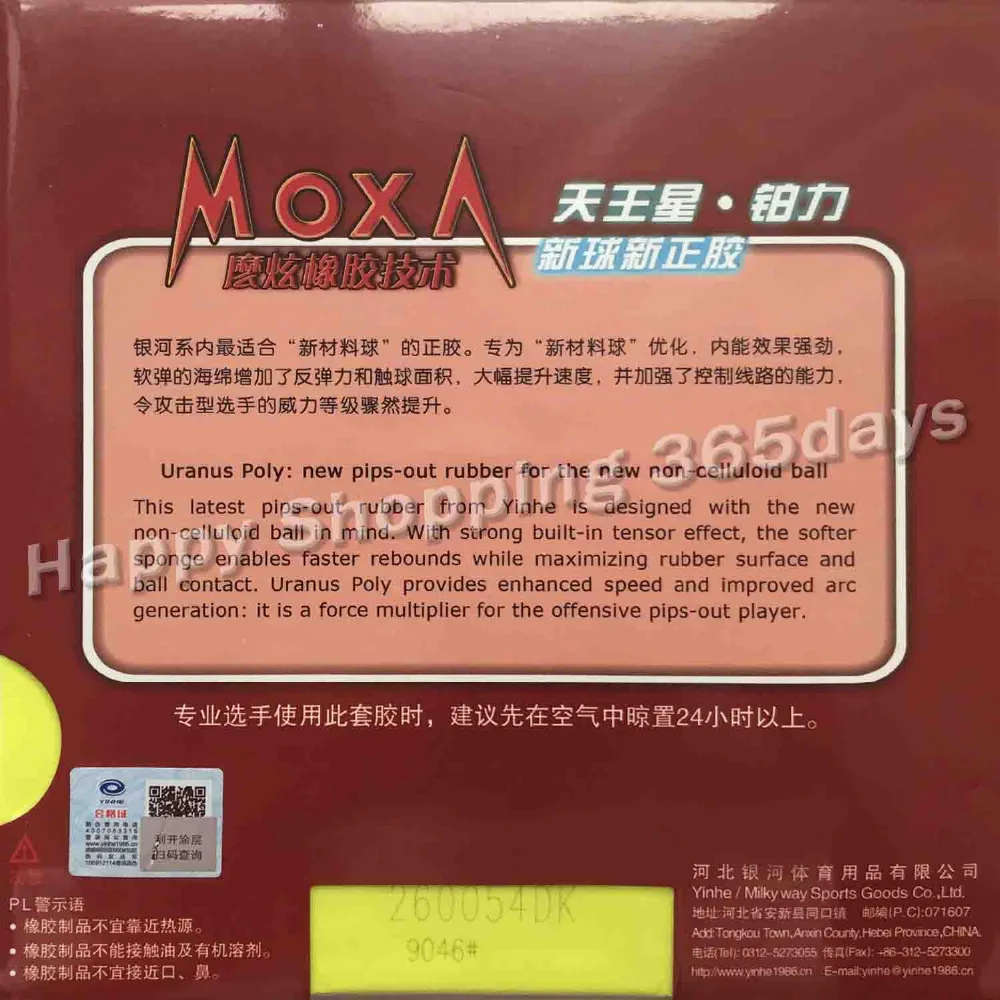 MOXA
磨炫橡胶技术
天王星·铂力
新球新正胶
银河系内最适合“新材料球”的正胶。专为“新材料球”优化，内能效果强劲，
软弹的海绵增加了反弹力和触球面积，大幅提升速度，并加强了控制线路的能力，
令攻击型选手的威力等级骤然提升。
Uranus Poly: new pips-out rubber for the new non-celluloid ball
This latest pips-out rubber from Yinhe is designed with the new
non-celluloid ball in mind. With strong built-in tensor effect, the softer
sponge enables faster rebounds while maximizing rubber surface and
ball contact. Uranus Poly provides enhanced speed and improved arc
generation: it is a force multiplier for the offensive pips-out player.
Happy Shopping 365days
专业选手使用此套胶时，建议先在空气中晾置24小时以上。
YINHE
合格证
4007083315
www.yinhe1986.cn
刮开涂层
扫码查询
PL警示语
• 橡胶制品不宜靠近热源。
• 橡胶制品不能接触油及有机溶剂。
• 橡胶制品不宜接近口、鼻。
260054DK
9046#
河北银河体育用品有限公司
Yinhe / Milkyway Sports Goods Co.,Ltd.
地址:河北省安新县同口镇 邮编(P.C):071607
Add:Tongkou Town,Anxin County,Hebei Province,CHINA.
电话(Tel): 0312-5273055 传真(Fax): +86-312-5273300
http://www.yinhe1986.cn E-mail:yinhe@yinhe1986.cn